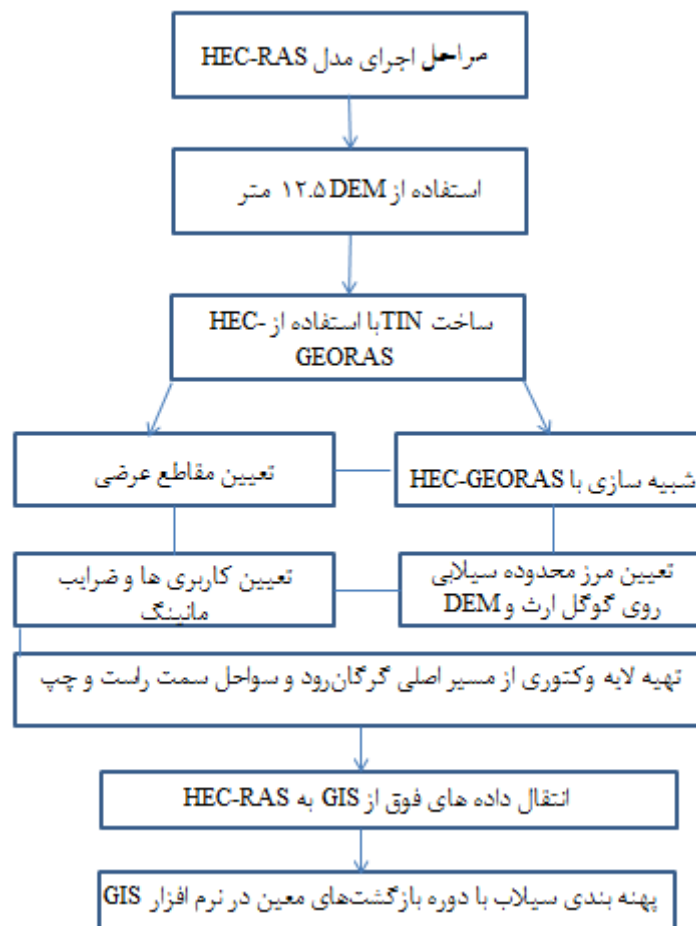 مراحل اجرای مدل HEC-RAS
استفاده از DEM ۱۲.۵ متر
ساخت TIN با استفاده از HEC-
GEORAS
شبیه سازی با HEC-GEORAS
تعیین مقاطع عرضی
تعیین مرز محدوده سیلابی
روی گوگل ارث و DEM
تعیین کاربری ها و ضرایب
مانینگ
تهیه لایه وکتوری از مسیر اصلی گرگان‌رود و سواحل سمت راست و چپ
انتقال داده های فوق از GIS به HEC-RAS
پهنه بندی سیلاب با دوره بازگشت‌های معین در نرم افزار GIS